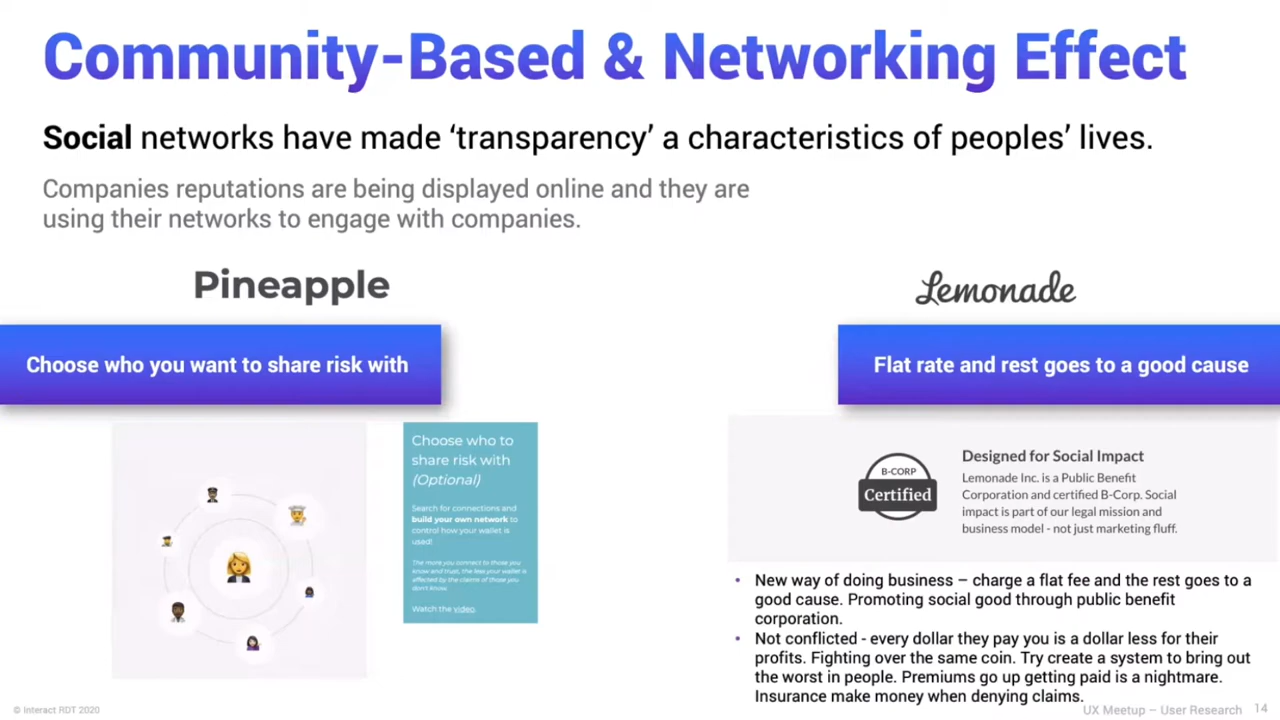 Community-Based & Networking Effect
Social networks have made ‘transparency’ a characteristics of peoples’ lives.
Companies reputations are being displayed online and they are
using their networks to engage with companies.
Pineapple
Choose who you want to share risk with
Choose who to
share risk with
(Optional)
Search for connections and
build your own network to
control how your wallet is
used!
The more you connect to those you
know and trust, the less your wallet is
affected by the claims of those you
don't know.
Watch the video.
Lemonade
Flat rate and rest goes to a good cause
B-CORP
Certified
Designed for Social Impact
Lemonade Inc. is a Public Benefit
Corporation and certified B-Corp. Social
impact is part of our legal mission and
business model - not just marketing fluff.
• New way of doing business – charge a flat fee and the rest goes to a
good cause. Promoting social good through public benefit
corporation.
• Not conflicted - every dollar they pay you is a dollar less for their
profits. Fighting over the same coin. Try create a system to bring out
the worst in people. Premiums go up getting paid is a nightmare.
Insurance make money when denying claims.
© Interact RDT 2020
UX Meetup – User Research 14